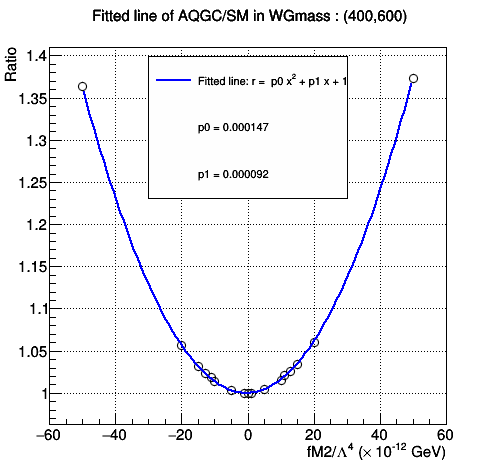 Fitted line of AQGC/SM in WGmass : (400,600)
Ratio
1.4
1.35
1.3
1.25
1.2
1.15
1.1
1.05
1
Fitted line: r = p0 x² + p1 x + 1
p0 = 0.000147
p1 = 0.000092
−60 −40 −20 0 20 40 60
fM2/Λ⁴ (× 10⁻¹² GeV)